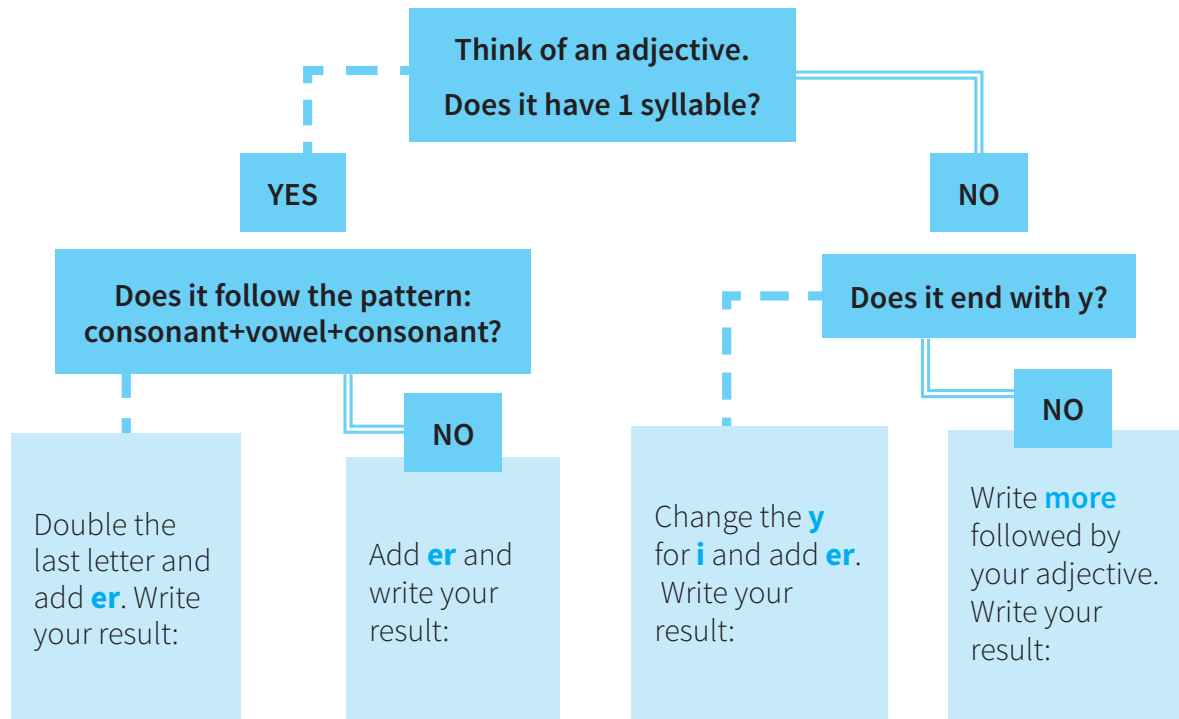 Think of an adjective.
Does it have 1 syllable?
YES
NO
Does it follow the pattern:
consonant+vowel+consonant?
Does it end with y?
NO
NO
Double the
last letter and
add er. Write
your result:
Add er and
write your
result:
Change the y
for i and add er.
Write your
result:
Write more
followed by
your adjective.
Write your
result: